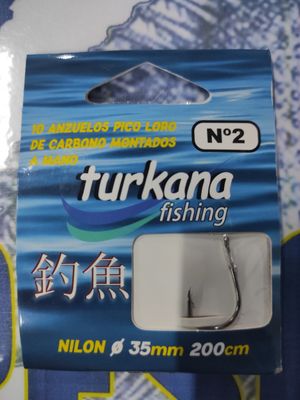 10 ANZUELOS PICO LORO
DE CARBONO MONTADOS
A MANO
Nº2
turkana
fishing
釣魚
NILON ø 35mm 200cm